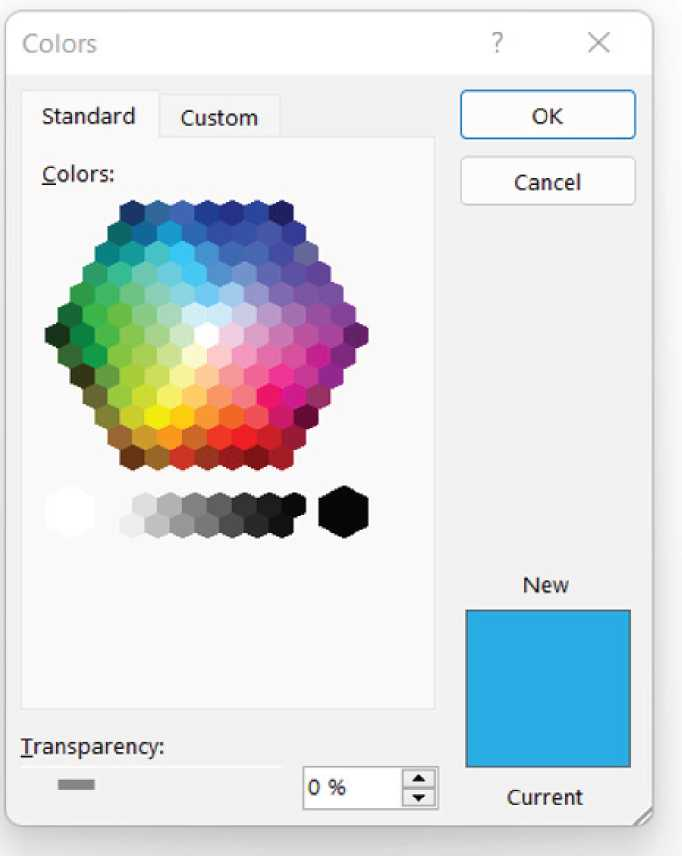 Colors ?
Standard Custom OK
Colors:
Cancel
New
Transparency:
0 %
Current